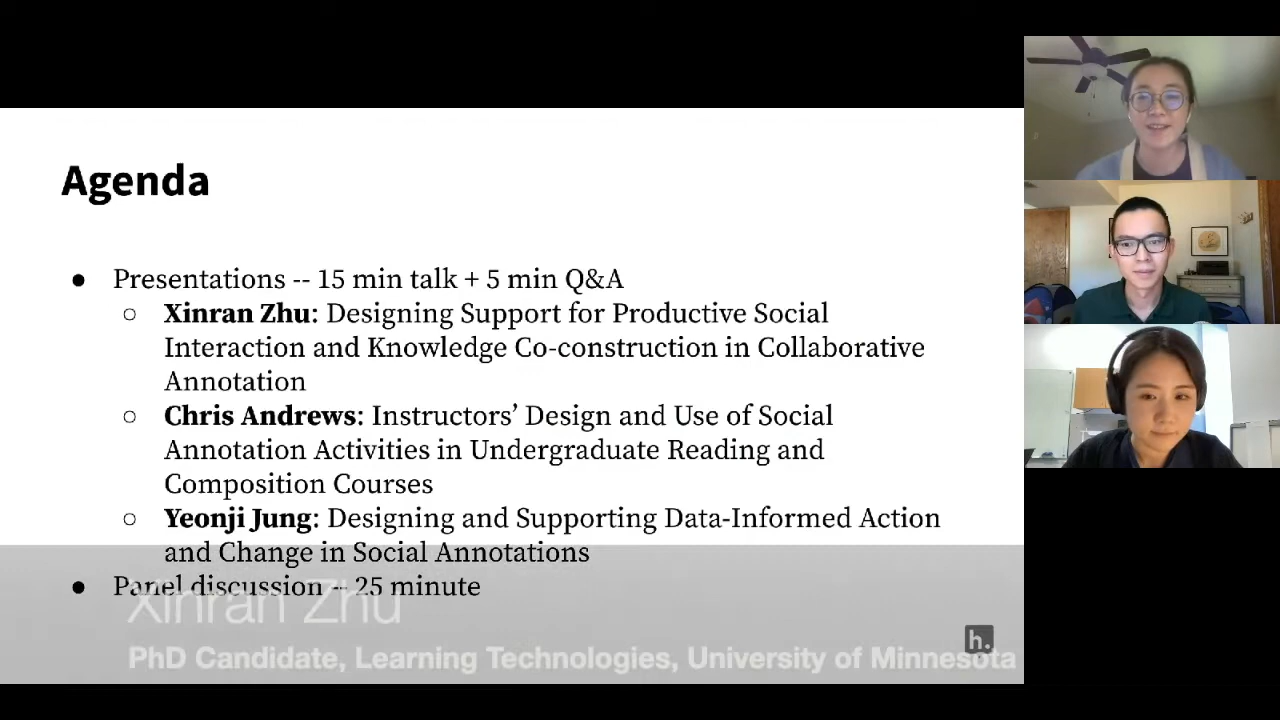 Agenda
● Presentations -- 15 min talk + 5 min Q&A
○ Xinran Zhu: Designing Support for Productive Social
Interaction and Knowledge Co-construction in Collaborative
Annotation
○ Chris Andrews: Instructors’ Design and Use of Social
Annotation Activities in Undergraduate Reading and
Composition Courses
○ Yeonji Jung: Designing and Supporting Data-Informed Action
and Change in Social Annotations
● Panel discussion -- 25 minute
Xinran Zhu
h.
PhD Candidate, Learning Technologies, University of Minnesota